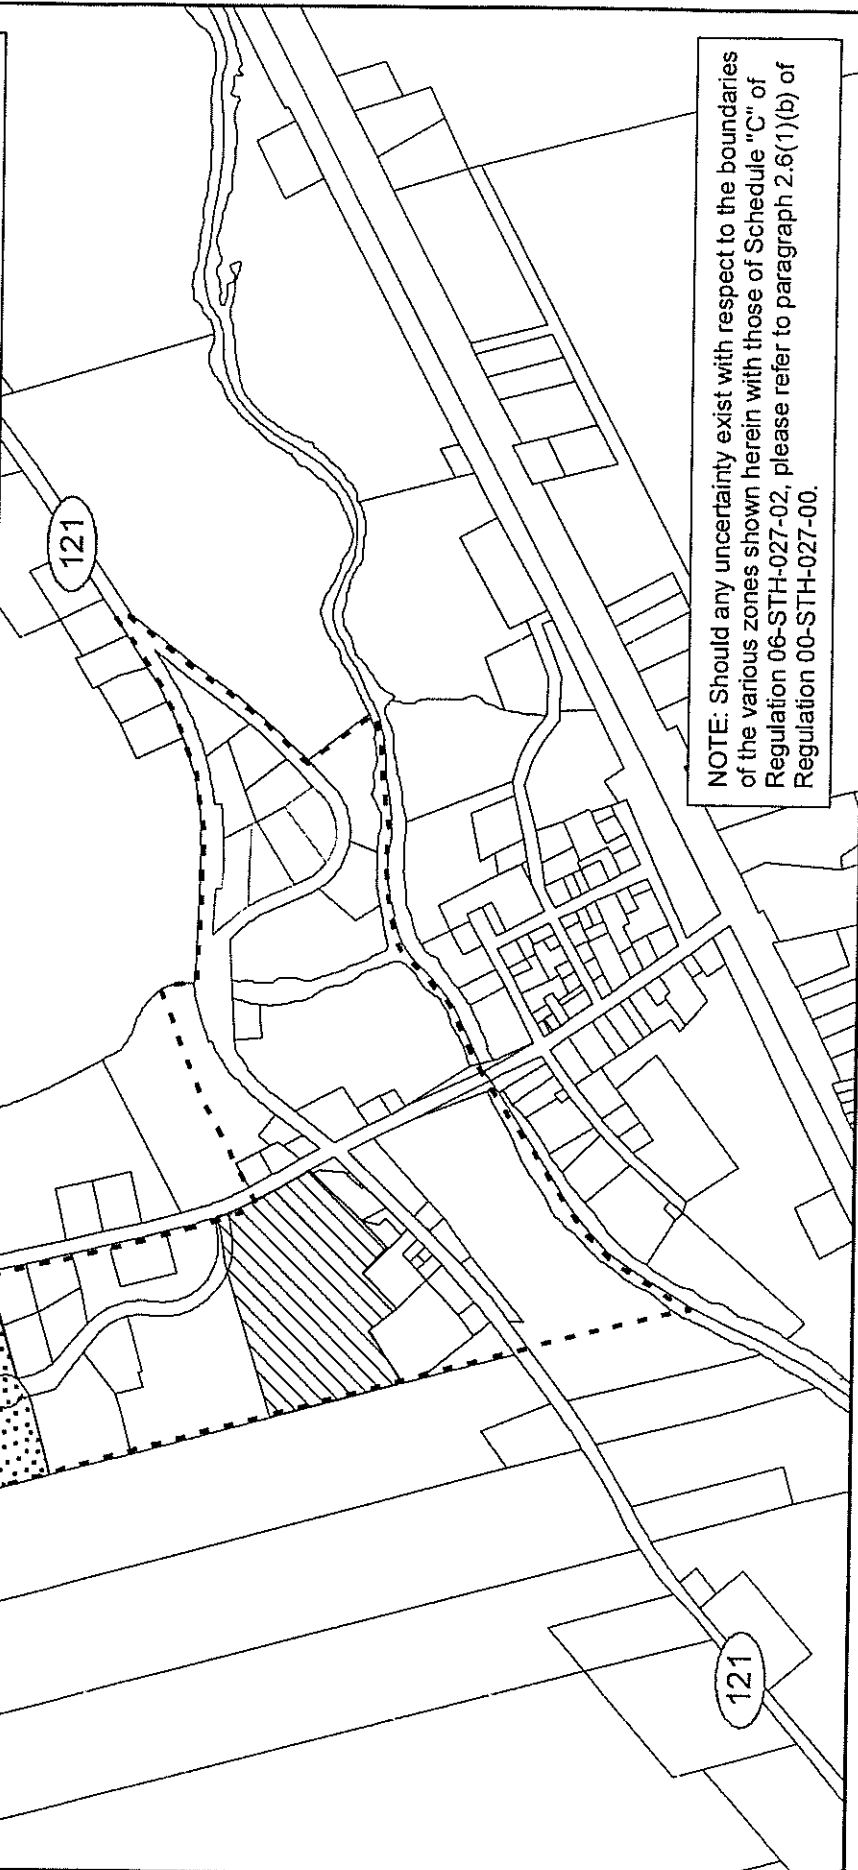 121
NOTE: Should any uncertainty exist with respect to the boundaries
of the various zones shown herein with those of Schedule "C" of
Regulation 06-STH-027-02, please refer to paragraph 2.6(1)(b) of
Regulation 00-STH-027-00.
121